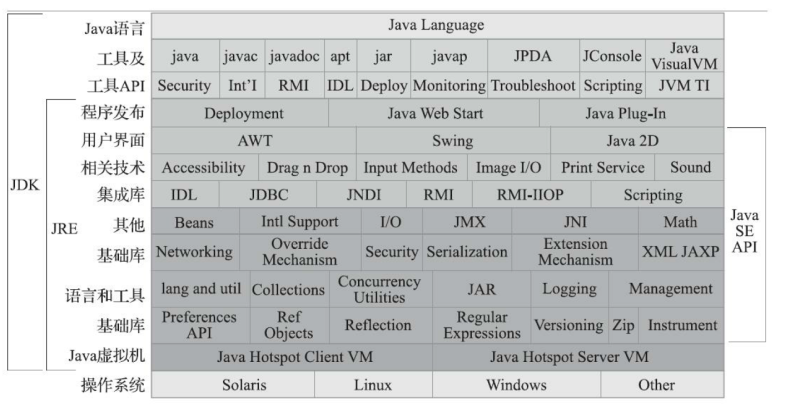 Java语言 Java Language
工具及 java javac javadoc apt jar javap JPDA JConsole Java VisualVM
工具API Security Int'I RMI IDL Deploy Monitoring Troubleshoot Scripting JVM TI
程序发布 Deployment Java Web Start Java Plug-In
用户界面 AWT Swing Java 2D
相关技术 Accessibility Drag n Drop Input Methods Image I/O Print Service Sound
集成库 IDL JDBC JNDI RMI RMI-IIOP Scripting
其他 Beans Intl Support I/O JMX JNI Math
基础库 Networking Override Mechanism Security Serialization Extension Mechanism XML JAXP
语言和工具 lang and util Collections Concurrency Utilities JAR Logging Management
基础库 Preferences API Ref Objects Reflection Regular Expressions Versioning Zip Instrument
Java虚拟机 Java Hotspot Client VM Java Hotspot Server VM
操作系统 Solaris Linux Windows Other
JDK
JRE
Java
SE
API